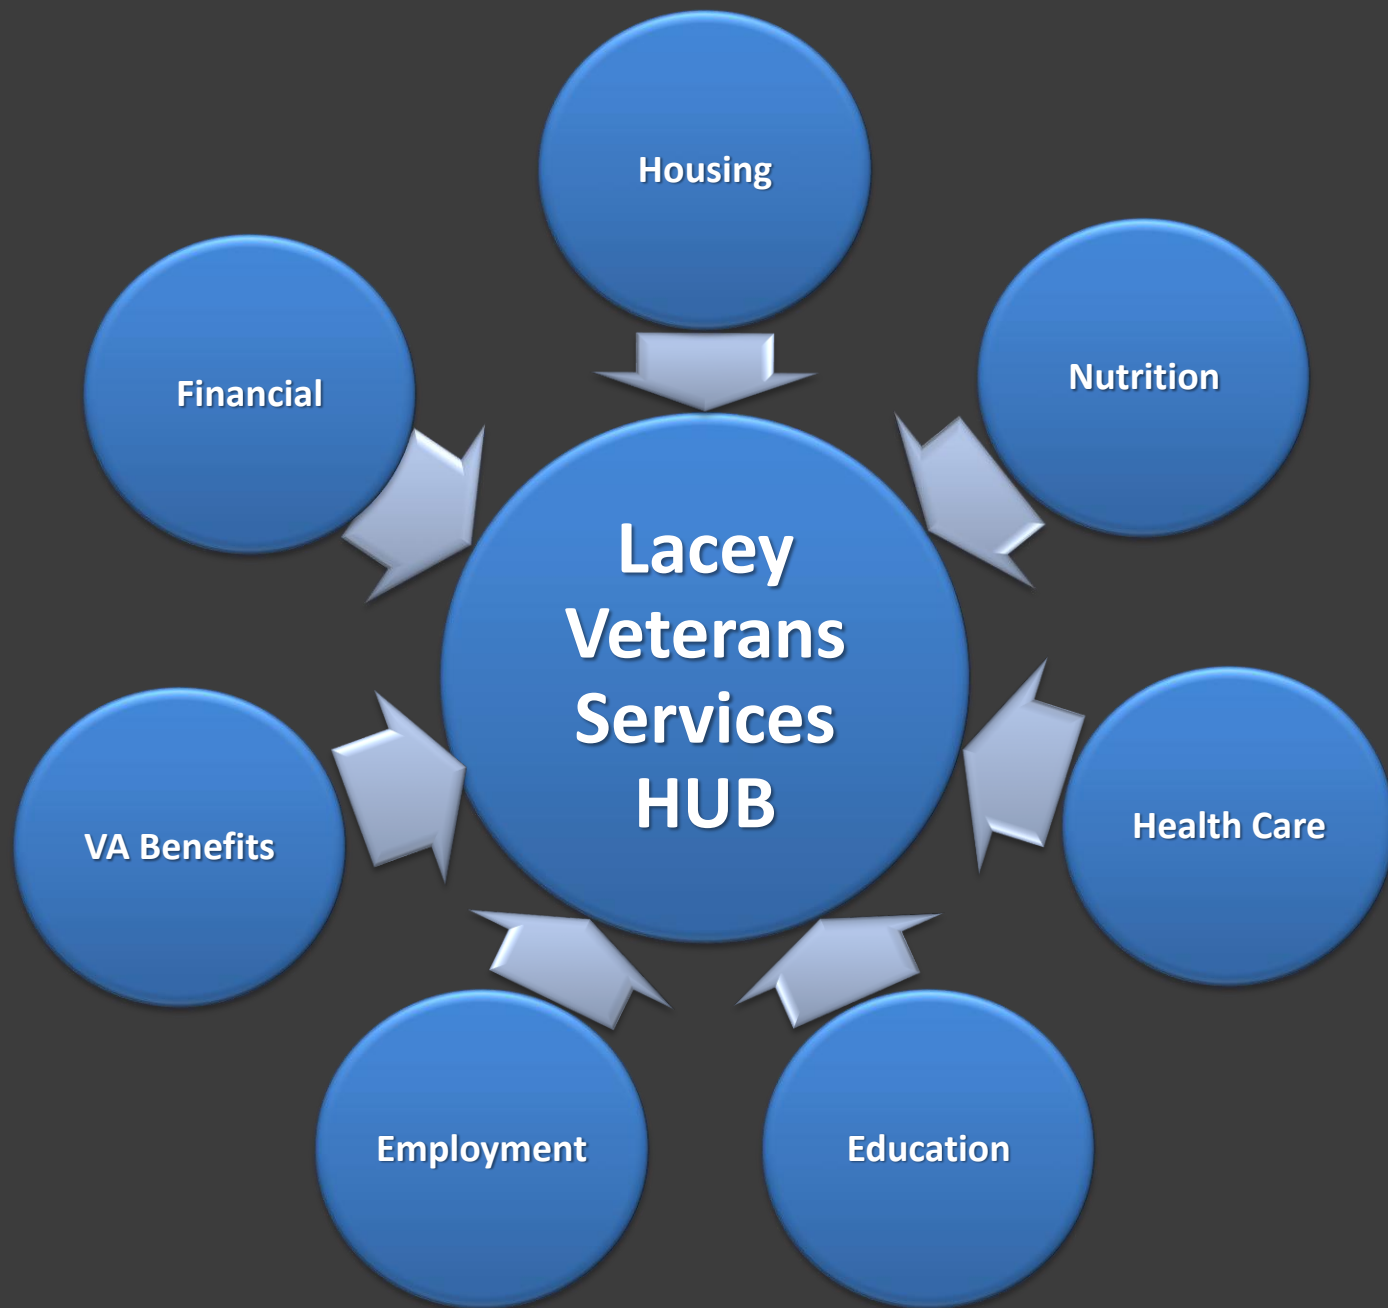 Housing
Nutrition
Financial
Lacey
Veterans
Services
HUB
Health Care
VA Benefits
Employment
Education